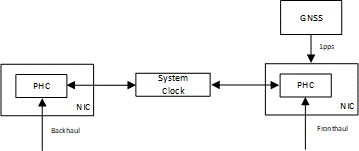 GNSS
1pps
PHC
NIC
System
Clock
PHC
NIC
Backhaul
Fronthaul